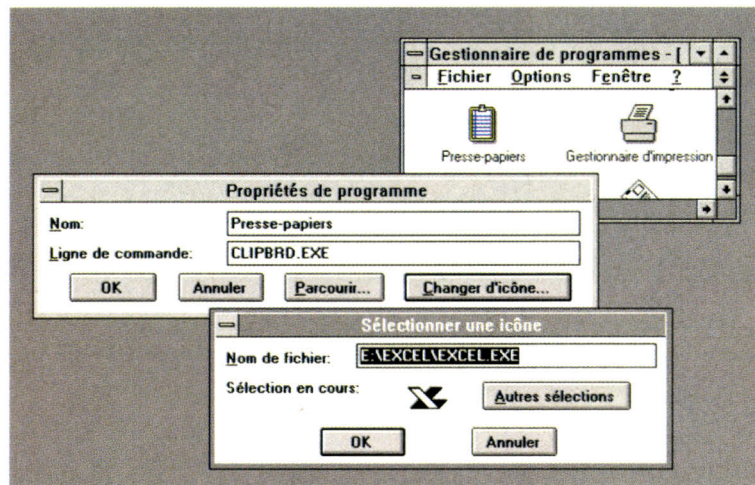 Gestionnaire de programmes - [
Fichier Options Fenêtre ?
Presse-papiers Gestionnaire d'impression
Propriétés de programme
Nom: Presse-papiers
Ligne de commande: CLIPBRD.EXE
OK Annuler Parcourir... Changer d'icône...
Sélectionner une icône
Nom de fichier: E:\EXCEL\EXCEL.EXE
Sélection en cours: Autres sélections
OK Annuler